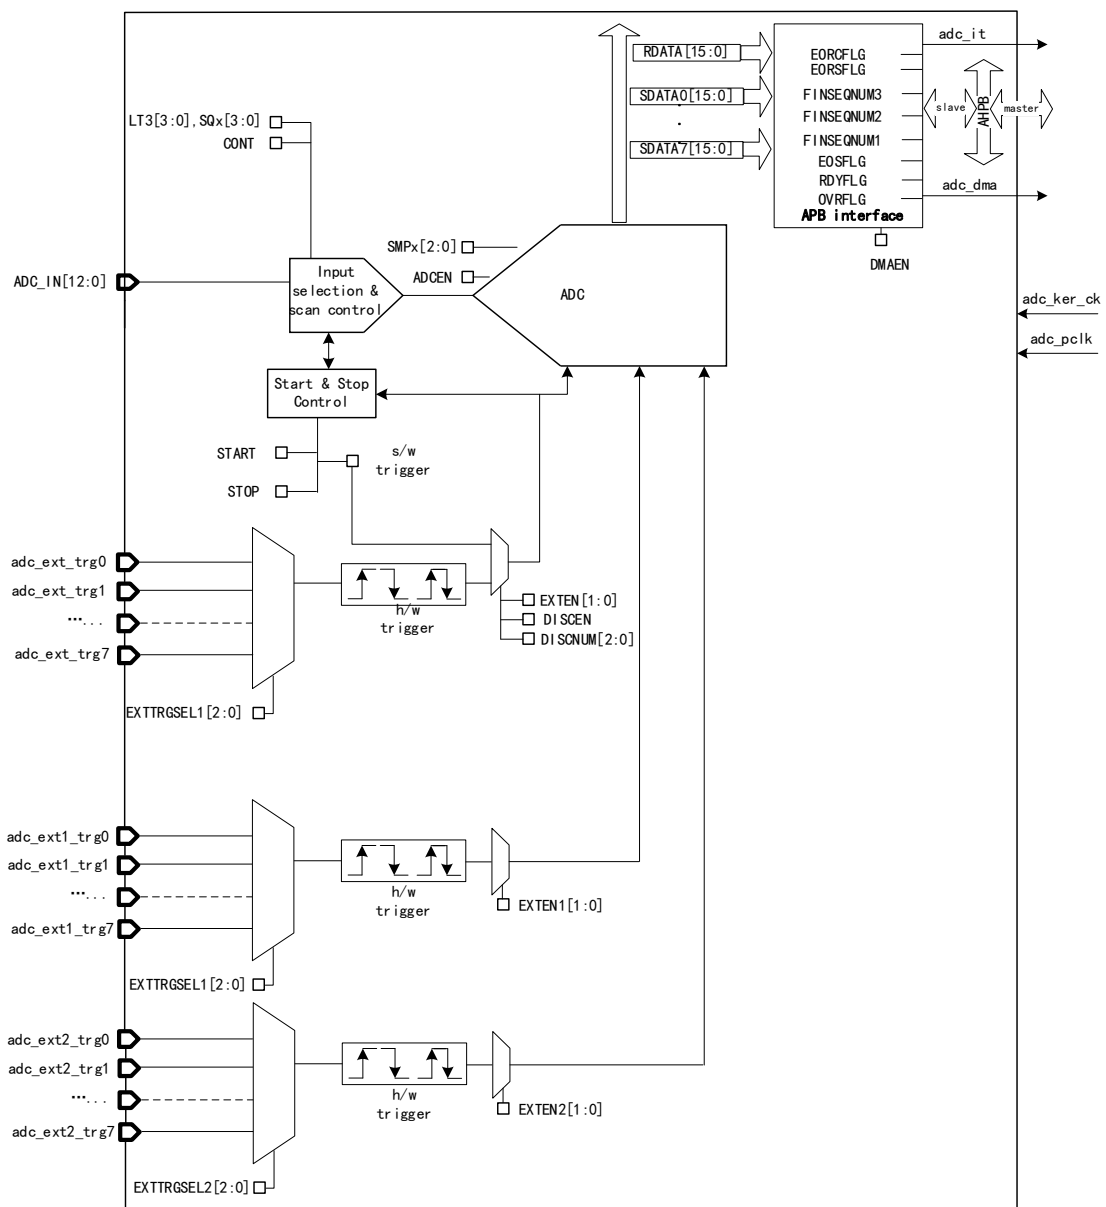 adc_it
RDATA[15:0]
EORCFLG
EORSFLG
SDATA0[15:0]
FINSEQNUM3
slave
AHPB
master
.
LT3[3:0],SQx[3:0]
FINSEQNUM2
CONT
SDATA7[15:0]
FINSEQNUM1
EOSFLG
RDYFLG
adc_dma
OVRFLG
APB interface
SMPx[2:0]
DMAEN
ADC_IN[12:0]
Input
selection &
scan control
ADCEN
ADC
adc_ker_ck
adc_pclk
Start & Stop
Control
START
s/w
trigger
STOP
adc_ext_trg0
adc_ext_trg1
……
adc_ext_trg7
h/w
trigger
EXTEN[1:0]
DISCEN
DISCNUM[2:0]
EXTTRGSEL1[2:0]
adc_ext1_trg0
adc_ext1_trg1
……
adc_ext1_trg7
h/w
trigger
EXTEN1[1:0]
EXTTRGSEL1[2:0]
adc_ext2_trg0
adc_ext2_trg1
……
adc_ext2_trg7
h/w
trigger
EXTEN2[1:0]
EXTTRGSEL2[2:0]